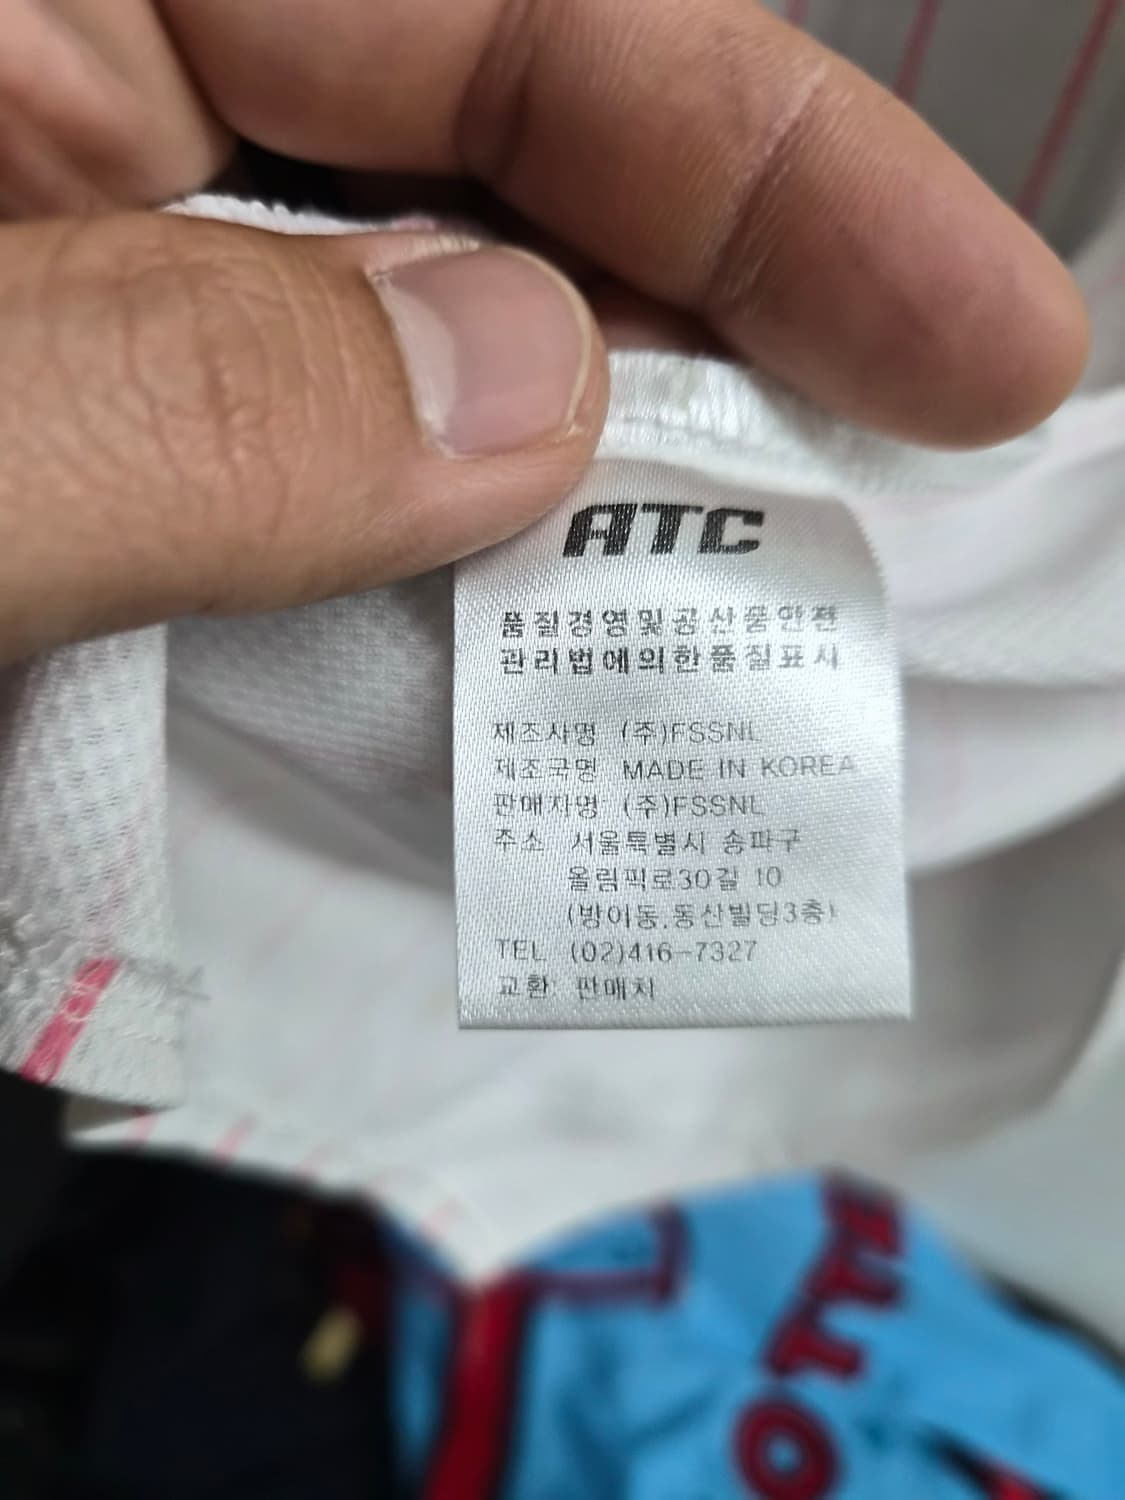 ATC
품질경영및공산품안전
관리법에의한품질표시
제조사명 (주)FSSNL
제조국명 MADE IN KOREA
판매자명 (주)FSSNL
주소 서울특별시 송파구
올림픽로30길 10
(방이동,동산빌딩3층)
TEL (02)416-7327
교환 판매처